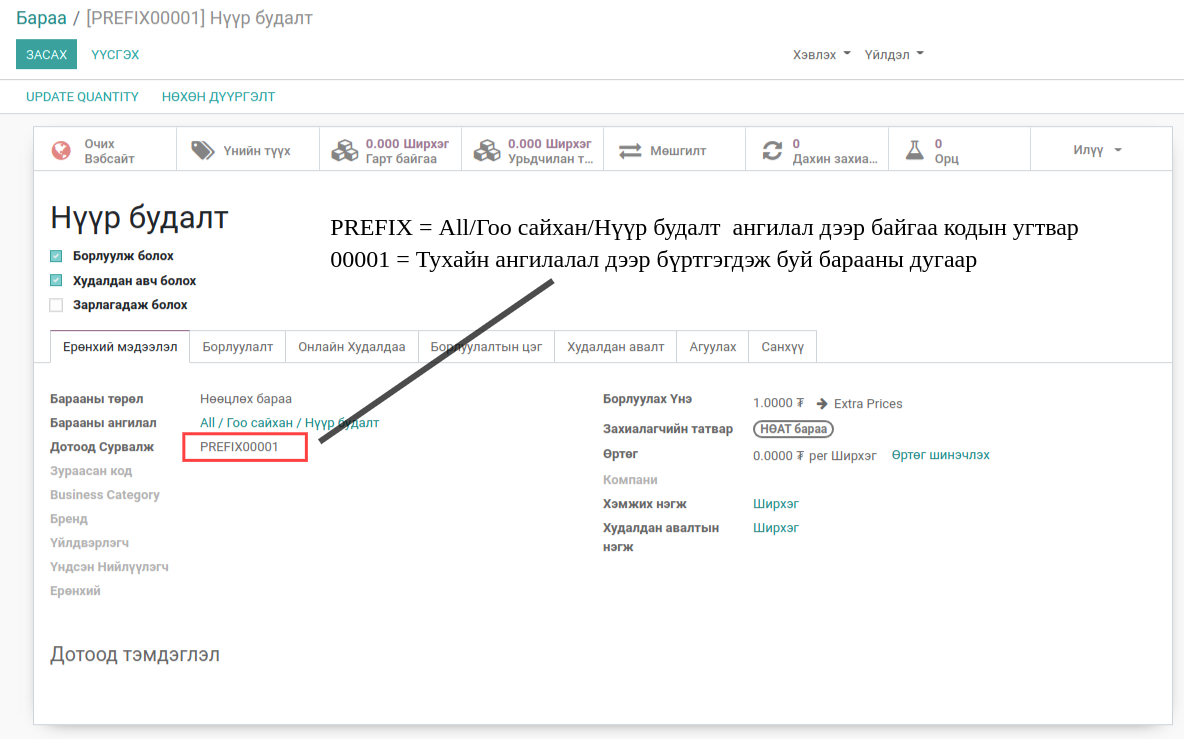 Бараа / [PREFIX00001] Нүүр будалт
ЗАСАХ ҮҮСГЭХ Хэвлэх Үйлдэл
UPDATE QUANTITY НӨХӨН ДҮҮРГЭЛТ
Очих Вэбсайт
Үнийн түүх
0.000 Ширхэг Гарт байгаа
0.000 Ширхэг Урьдчилан т...
Мөшгилт
0 Дахин захиа...
0 Орц
Илүү
Нүүр будалт
PREFIX = All/Гоо сайхан/Нүүр будалт ангилал дээр байгаа кодын угтвар
00001 = Тухайн ангилалал дээр бүртгэгдэж буй барааны дугаар
Борлуулж болох
Худалдан авч болох
Зарлагадаж болох
Ерөнхий мэдээлэл Борлуулалт Онлайн Худалдаа Борлуулалтын цэг Худалдан авалт Агуулах Санхүү
Барааны төрөл Нөөцлөх бараа
Барааны ангилал All / Гоо сайхан / Нүүр будалт
Дотоод Сурвалж PREFIX00001
Зураасан код
Business Category
Бренд
Үйлдвэрлэгч
Үндсэн Нийлүүлэгч
Ерөнхий
Борлуулах Үнэ 1.0000 ₮ Extra Prices
Захиалагчийн татвар НӨАТ бараа
Өртөг 0.0000 ₮ per Ширхэг Өртөг шинэчлэх
Компани
Хэмжих нэгж Ширхэг
Худалдан авалтын нэгж Ширхэг
Дотоод тэмдэглэл